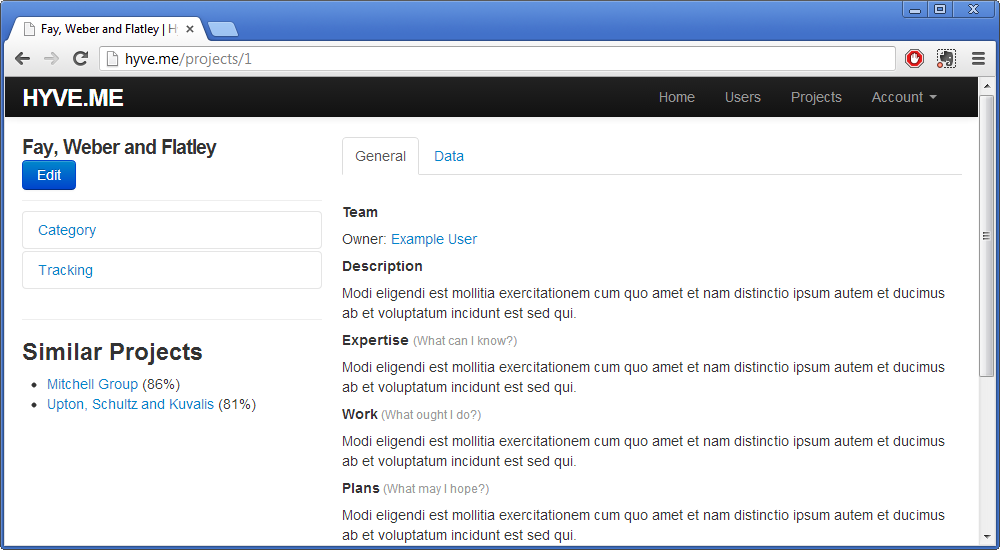 Fay, Weber and Flatley | H
hyve.me/projects/1
HYVE.ME
Home
Users
Projects
Account
Fay, Weber and Flatley
Edit
Category
Tracking
Similar Projects
Mitchell Group (86%)
Upton, Schultz and Kuvalis (81%)
General
Data
Team
Owner: Example User
Description
Modi eligendi est mollitia exercitationem cum quo amet et nam distinctio ipsum autem et ducimus
ab et voluptatum incidunt est sed qui.
Expertise (What can I know?)
Modi eligendi est mollitia exercitationem cum quo amet et nam distinctio ipsum autem et ducimus
ab et voluptatum incidunt est sed qui.
Work (What ought I do?)
Modi eligendi est mollitia exercitationem cum quo amet et nam distinctio ipsum autem et ducimus
ab et voluptatum incidunt est sed qui.
Plans (What may I hope?)
Modi eligendi est mollitia exercitationem cum quo amet et nam distinctio ipsum autem et ducimus
ab et voluptatum incidunt est sed qui.